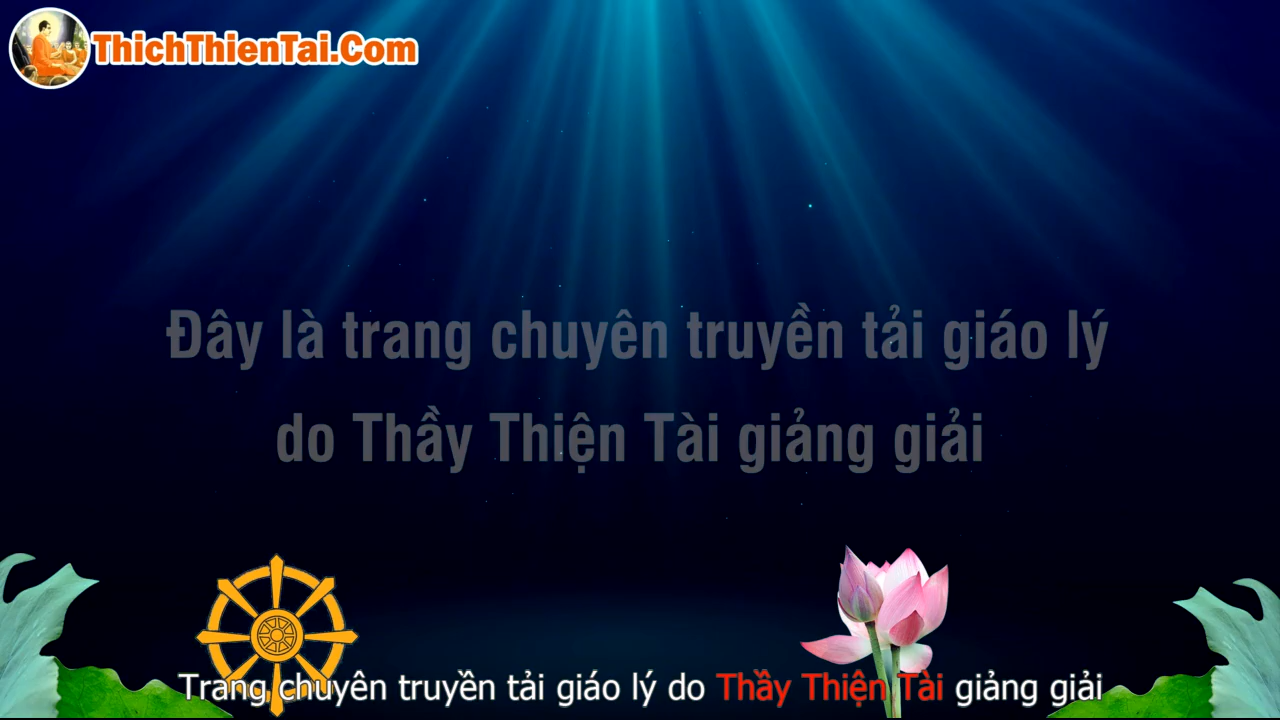 ThichThienTai.Com
Đây là trang chuyên truyền tải giáo lý
do Thầy Thiện Tài giảng giải
Trang chuyên truyền tải giáo lý do Thầy Thiện Tài giảng giải